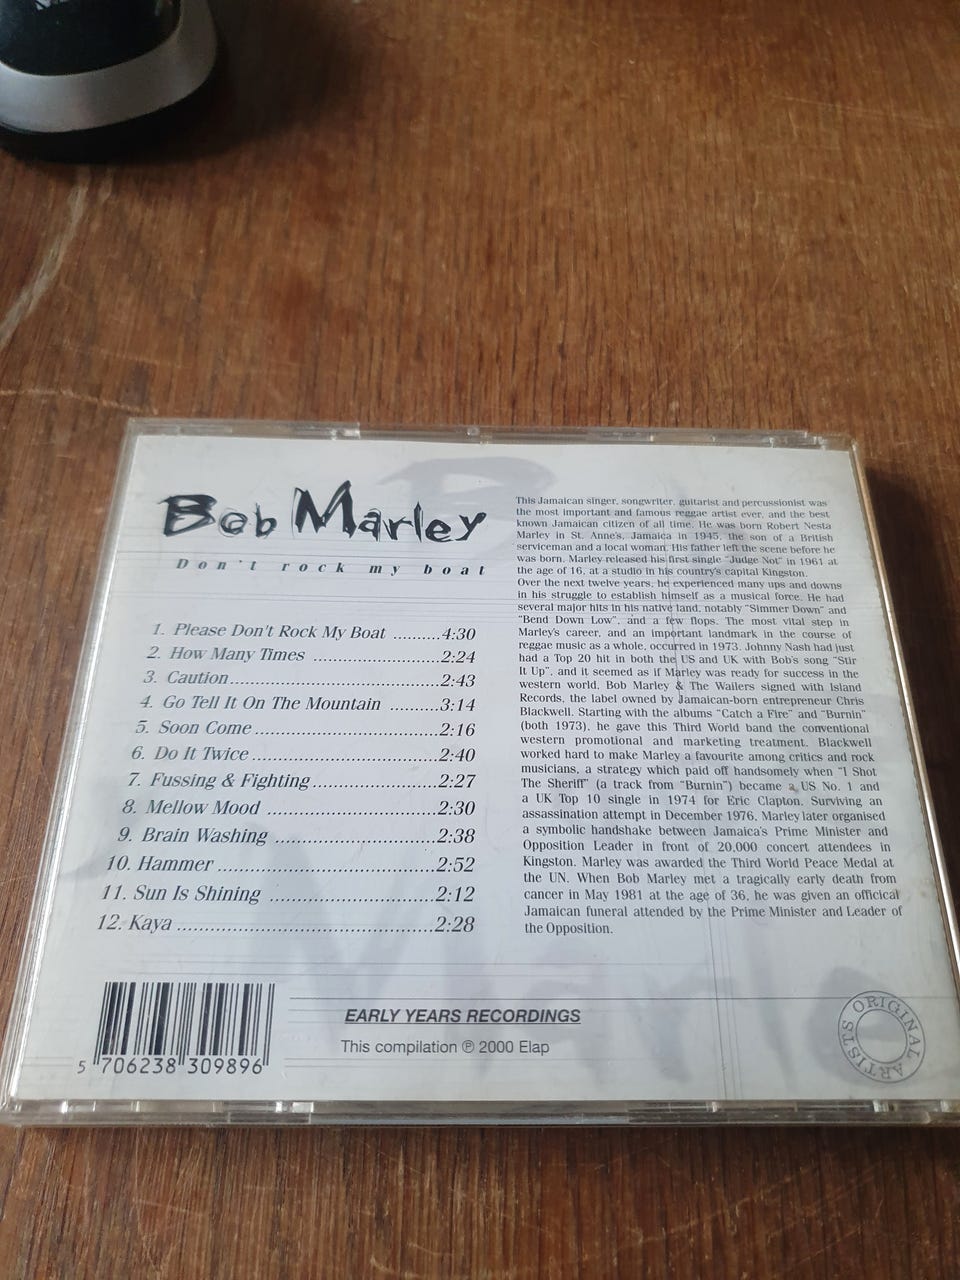 Bob Marley
Don't rock my boat
1. Please Don't Rock My Boat ..........4:30
2. How Many Times ......................2:24
3. Caution.....................................2:43
4. Go Tell It On The Mountain ..........3:14
5. Soon Come ................................2:16
6. Do It Twice .................................2:40
7. Fussing & Fighting.......................2:27
8. Mellow Mood .............................2:30
9. Brain Washing ............................2:38
10. Hammer ....................................2:52
11. Sun Is Shining ...........................2:12
12. Kaya ..........................................2:28
This Jamaican singer, songwriter, guitarist and percussionist was
the most important and famous reggae artist ever, and the best
known Jamaican citizen of all time. He was born Robert Nesta
Marley in St. Anne's, Jamaica in 1945, the son of a British
serviceman and a local woman. His father left the scene before he
was born. Marley released his first single "Judge Not" in 1961 at
the age of 16, at a studio in his country's capital Kingston.
Over the next twelve years, he experienced many ups and downs
in his struggle to establish himself as a musical force. He had
several major hits in his native land, notably "Simmer Down" and
"Bend Down Low", and a few flops. The most vital step in
Marley's career, and an important landmark in the course of
reggae music as a whole, occurred in 1973. Johnny Nash had just
had a Top 20 hit in both the US and UK with Bob's song "Stir
It Up", and it seemed as if Marley was ready for success in the
western world. Bob Marley & The Wailers signed with Island
Records, the label owned by Jamaican-born entrepreneur Chris
Blackwell. Starting with the albums "Catch a Fire" and "Burnin"
(both 1973), he gave this Third World band the conventional
western promotional and marketing treatment. Blackwell
worked hard to make Marley a favourite among critics and rock
musicians, a strategy which paid off handsomely when "I Shot
The Sheriff" (a track from "Burnin") became a US No. 1 and
a UK Top 10 single in 1974 for Eric Clapton. Surviving an
assassination attempt in December 1976, Marley later organised
a symbolic handshake between Jamaica's Prime Minister and
Opposition Leader in front of 20,000 concert attendees in
Kingston. Marley was awarded the Third World Peace Medal at
the UN. When Bob Marley met a tragically early death from
cancer in May 1981 at the age of 36, he was given an officical
Jamaican funeral attended by the Prime Minister and Leader of
the Opposition.
5 706238 309896
EARLY YEARS RECORDINGS
This compilation ℗ 2000 Elap
ORIGINAL ARTISTS